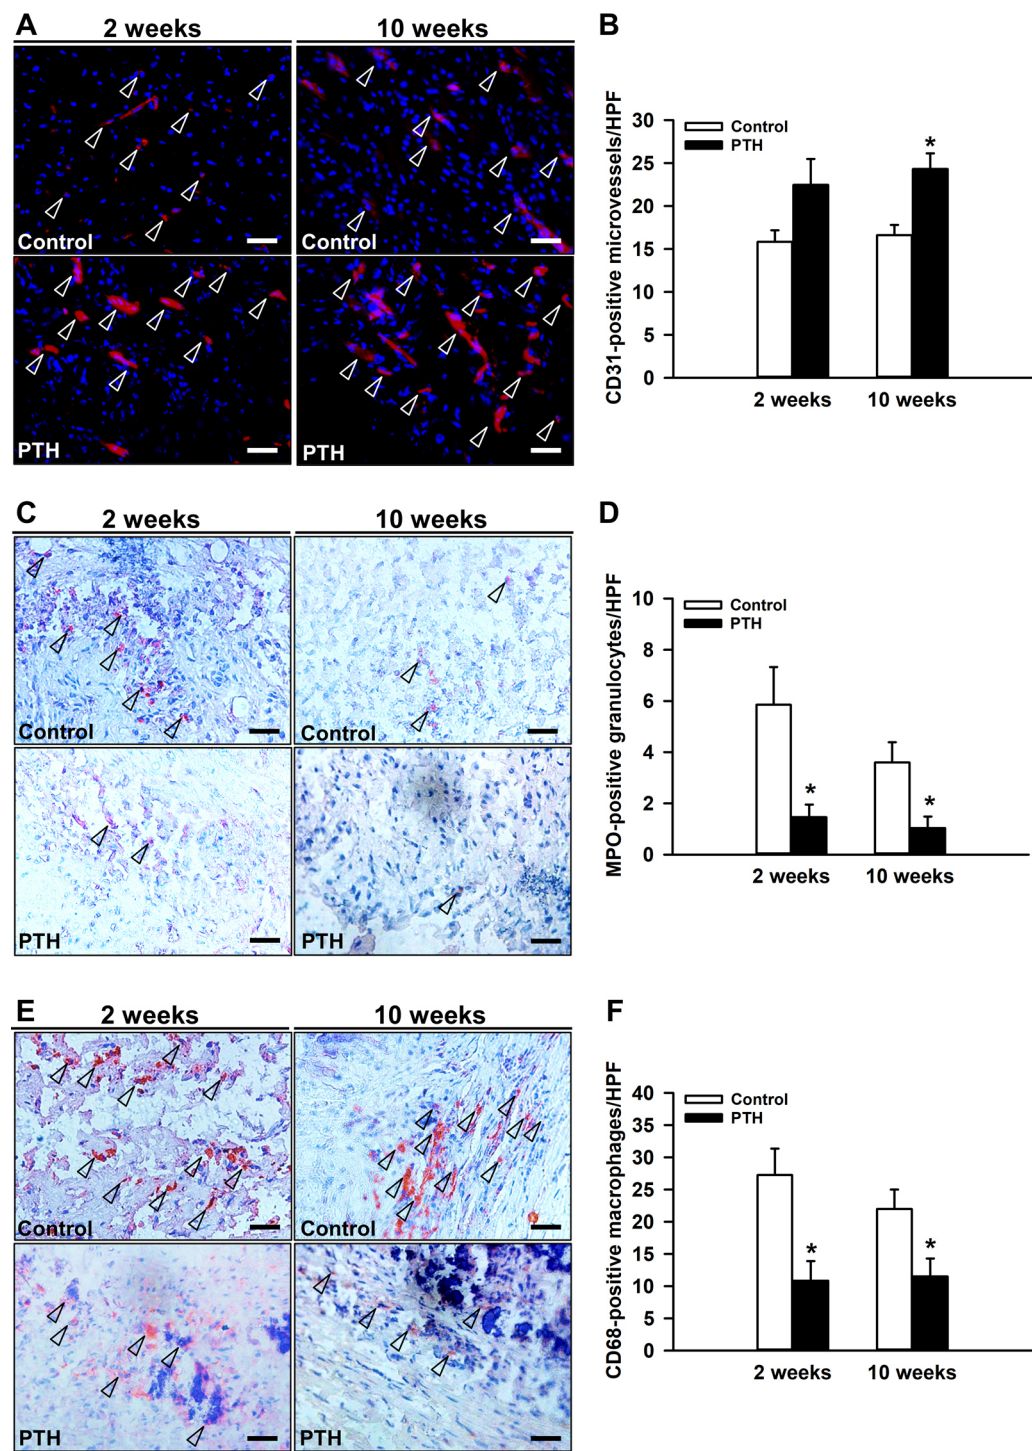 A
2 weeks
10 weeks
Control
Control
PTH
PTH
B
CD31-positive microvessels/HPF
30
25
20
15
10
5
0
Control
PTH
*
2 weeks
10 weeks
C
2 weeks
10 weeks
Control
Control
PTH
PTH
D
MPO-positive granulocytes/HPF
10
8
6
4
2
0
Control
PTH
*
*
2 weeks
10 weeks
E
2 weeks
10 weeks
Control
Control
PTH
PTH
F
CD68-positive macrophages/HPF
40
35
30
25
20
15
10
5
0
Control
PTH
*
*
2 weeks
10 weeks